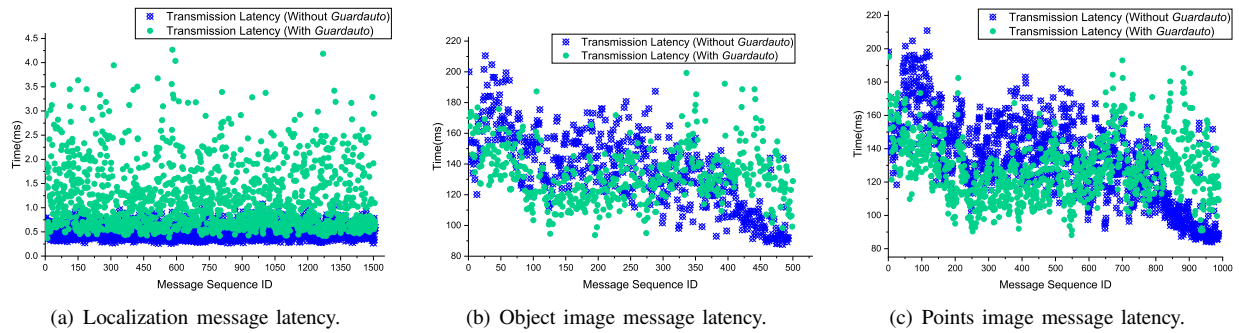 Transmission Latency (Without Guardauto)
Transmission Latency (With Guardauto)
4.5
4.0
3.5
3.0
2.5
2.0
1.5
1.0
0.5
0.0
Time(ms)
0 150 300 450 600 750 900 1050 1200 1350 1500
Message Sequence ID
(a) Localization message latency.
Transmission Latency (Without Guardauto)
Transmission Latency (With Guardauto)
220
200
180
160
140
120
100
80
Time(ms)
0 50 100 150 200 250 300 350 400 450 500
Message Sequence ID
(b) Object image message latency.
Transmission Latency (Without Guardauto)
Transmission Latency (With Guardauto)
220
200
180
160
140
120
100
80
Time(ms)
0 100 200 300 400 500 600 700 800 900 1000
Message Sequence ID
(c) Points image message latency.